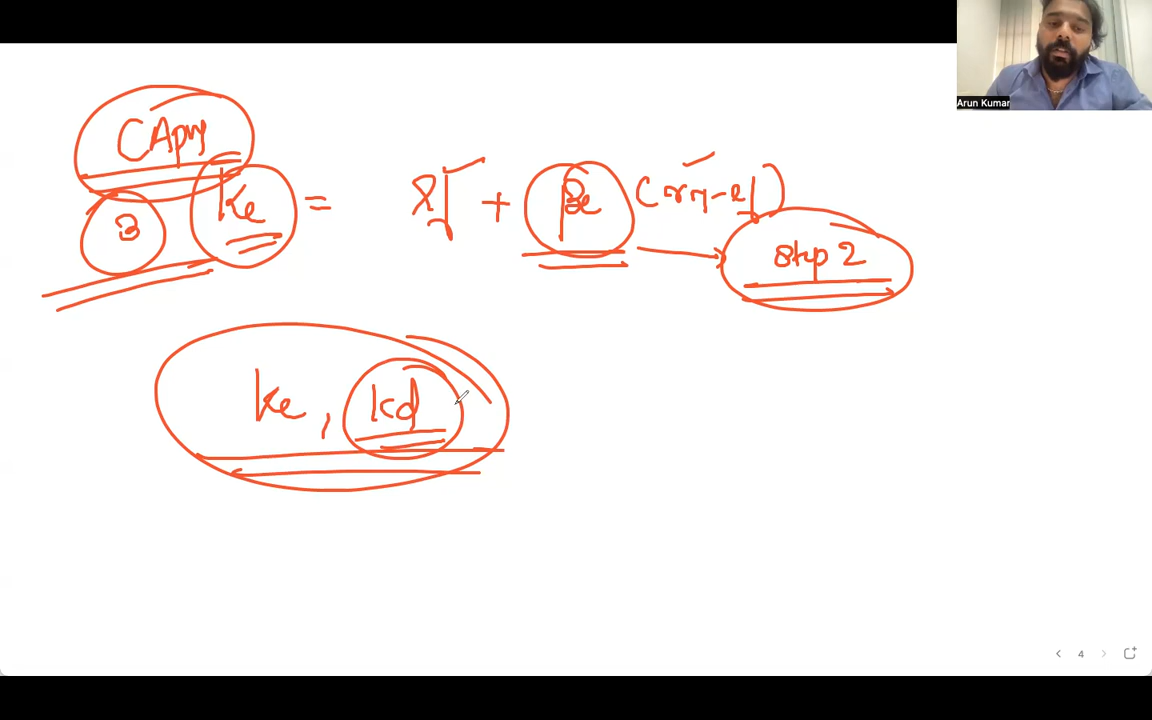 Arun Kumar
CAPM
3 ke = rf + βe (rm-rf)
step 2
ke, kd
4